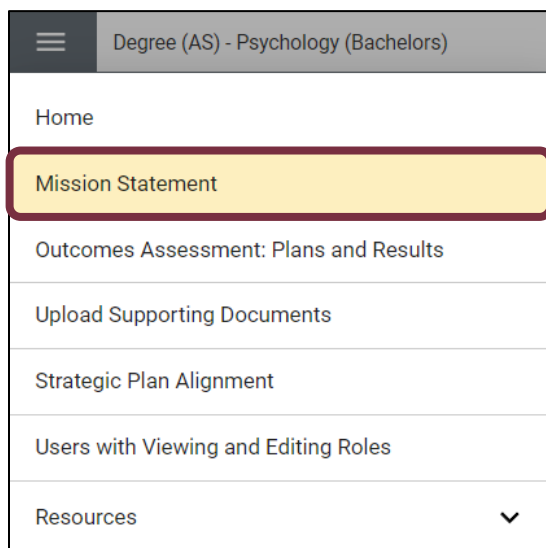 Degree (AS) - Psychology (Bachelors)
Home
Mission Statement
Outcomes Assessment: Plans and Results
Upload Supporting Documents
Strategic Plan Alignment
Users with Viewing and Editing Roles
Resources